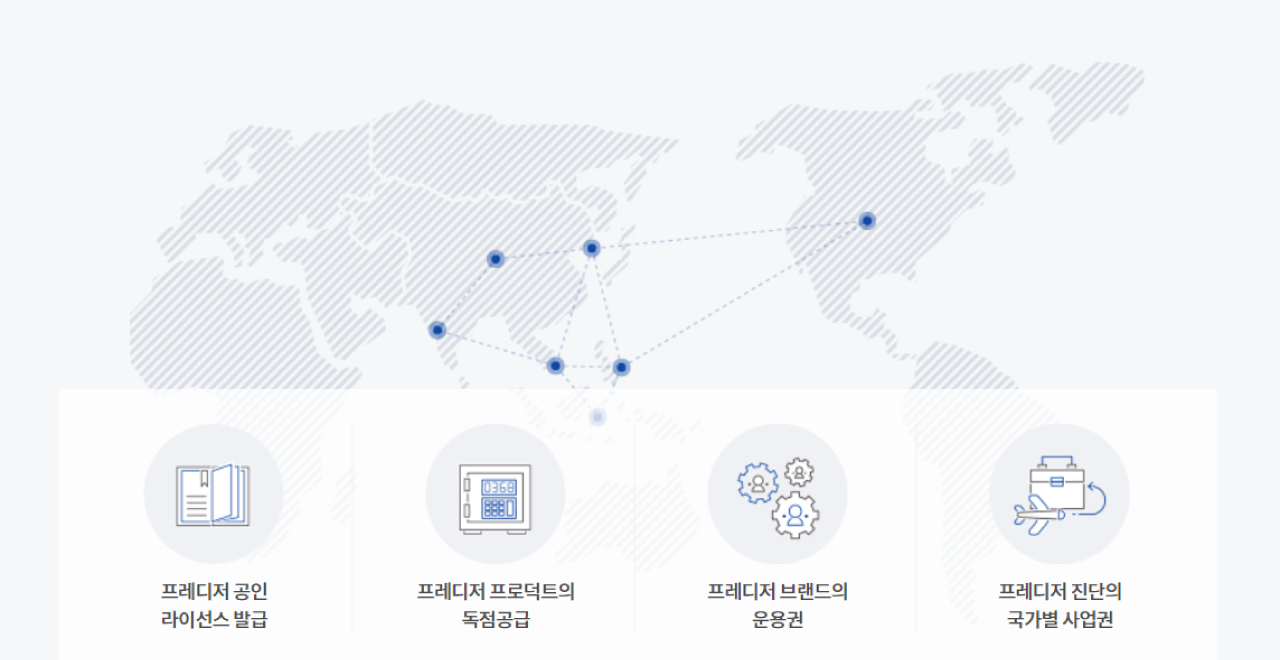 0368
프레디저 공인
라이선스 발급
프레디저 프로덕트의
독점공급
프레디저 브랜드의
운용권
프레디저 진단의
국가별 사업권